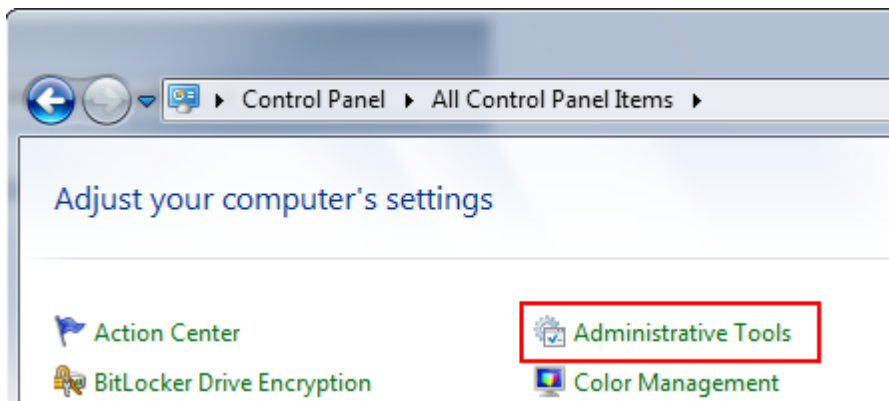 Control Panel All Control Panel Items
Adjust your computer's settings
Action Center Administrative Tools
BitLocker Drive Encryption Color Management